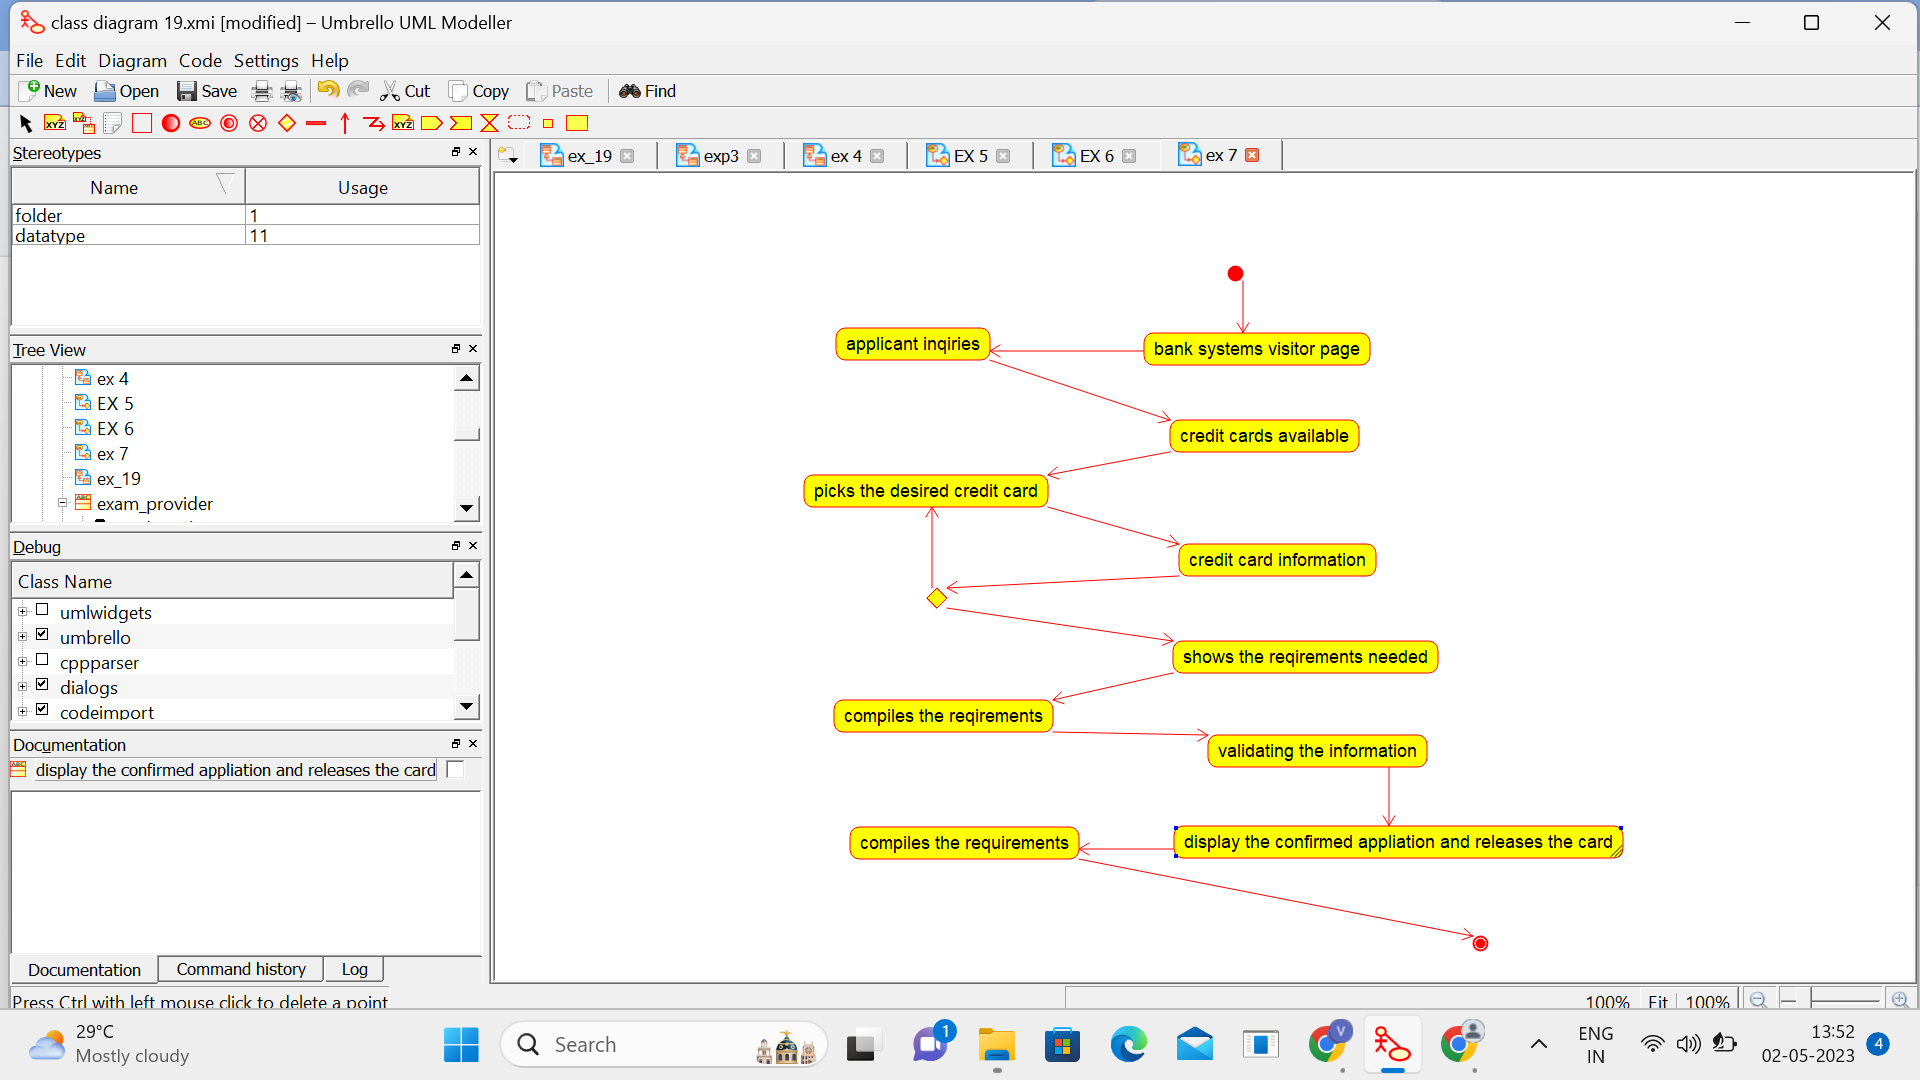 class diagram 19.xmi [modified] – Umbrello UML Modeller
File Edit Diagram Code Settings Help
New Open Save Cut Copy Paste Find
XYZ XYZ ABC XYZ
Stereotypes
Name Usage
folder 1
datatype 11
Tree View
ex 4
EX 5
EX 6
ex 7
ex_19
exam_provider
Debug
Class Name
umlwidgets
umbrello
cppparser
dialogs
codeimport
Documentation
display the confirmed appliation and releases the card
Documentation Command history Log
Press Ctrl with left mouse click to delete a point
ex_19 exp3 ex 4 EX 5 EX 6 ex 7
applicant inqiries
bank systems visitor page
credit cards available
picks the desired credit card
credit card information
shows the reqirements needed
compiles the reqirements
validating the information
compiles the requirements
display the confirmed appliation and releases the card
100% Fit 100%
29°C
Mostly cloudy
Search
1
V
ENG
IN
13:52
02-05-2023
4